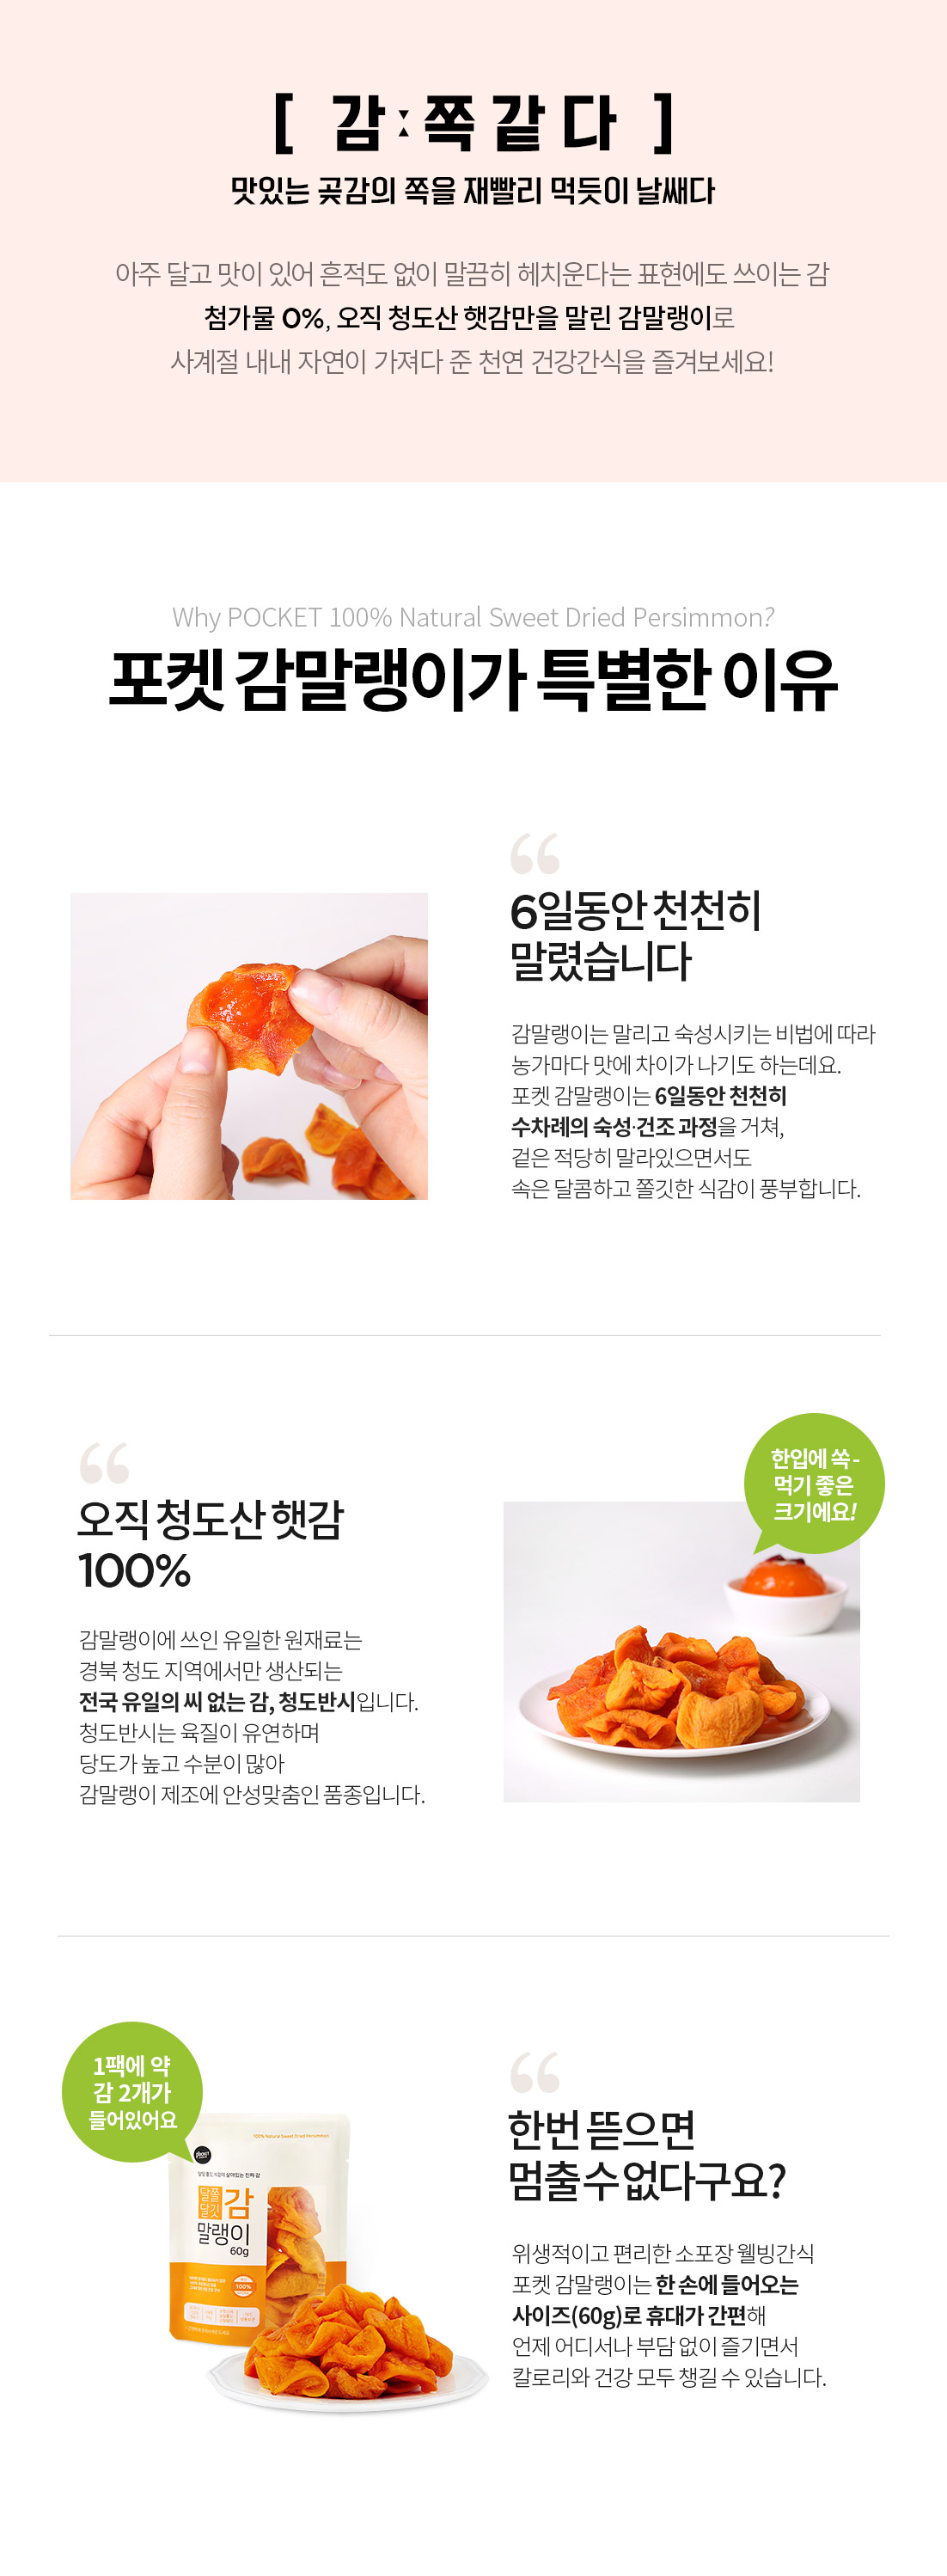 [ 감:쪽같다 ]
맛있는 곶감의 쪽을 재빨리 먹듯이 날쌔다
아주 달고 맛이 있어 흔적도 없이 말끔히 헤치운다는 표현에도 쓰이는 감
첨가물 0%, 오직 청도산 햇감만을 말린 감말랭이로
사계절 내내 자연이 가져다 준 천연 건강간식을 즐겨보세요!
Why POCKET 100% Natural Sweet Dried Persimmon?
포켓 감말랭이가 특별한 이유
“
6일동안 천천히
말렸습니다
감말랭이는 말리고 숙성시키는 비법에 따라
농가마다 맛에 차이가 나기도 하는데요.
포켓 감말랭이는 6일동안 천천히
수차례의 숙성·건조 과정을 거쳐,
겉은 적당히 말라있으면서도
속은 달콤하고 쫄깃한 식감이 풍부합니다.
“
오직 청도산 햇감
100%
감말랭이에 쓰인 유일한 원재료는
경북 청도 지역에서만 생산되는
전국 유일의 씨 없는 감, 청도반시입니다.
청도반시는 육질이 유연하며
당도가 높고 수분이 많아
감말랭이 제조에 안성맞춤인 품종입니다.
한입에 쏙-
먹기 좋은
크기에요!
1팩에 약
감 2개가
들어있어요
100% Natural Sweet Dried Persimmon
POCKET
달쫄
달깃
감
말랭이
60g
100%
“
한번 뜯으면
멈출 수 없다구요?
위생적이고 편리한 소포장 웰빙간식
포켓 감말랭이는 한 손에 들어오는
사이즈(60g)로 휴대가 간편해
언제 어디서나 부담 없이 즐기면서
칼로리와 건강 모두 챙길 수 있습니다.